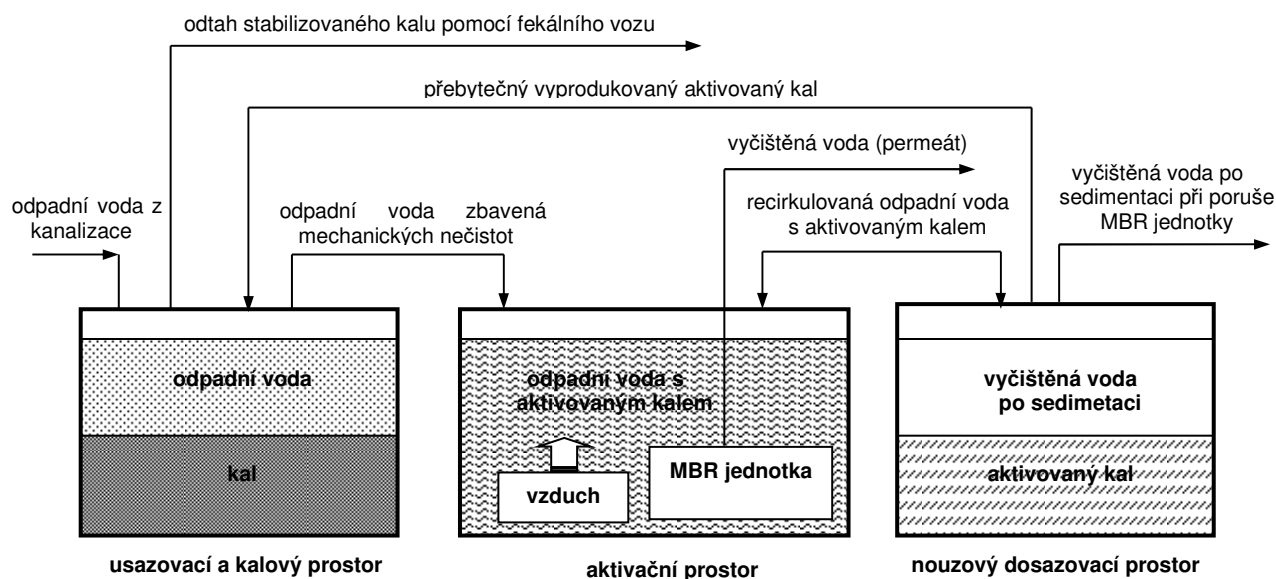 odtah stabilizovaného kalu pomocí fekálního vozu
přebytečný vyprodukovaný aktivovaný kal
vyčištěná voda (permeát)
vyčištěná voda po
sedimentaci při poruše
MBR jednotky
odpadní voda z
kanalizace
odpadní voda zbavená
mechanických nečistot
recirkulovaná odpadní voda
s aktivovaným kalem
odpadní voda
kal
odpadní voda s
aktivovaným kalem
vzduch
MBR jednotka
vyčištěná voda
po sedimetaci
aktivovaný kal
usazovací a kalový prostor
aktivační prostor
nouzový dosazovací prostor